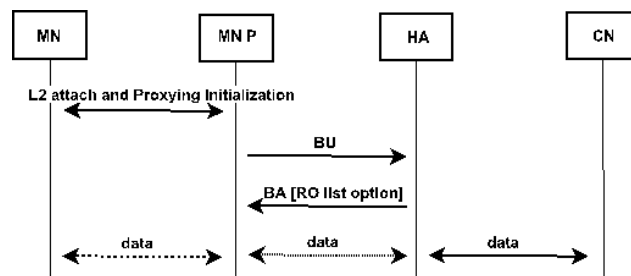 MN MN P HA CN
L2 attach and Proxying Initialization
BU
BA [RO list option]
data data data